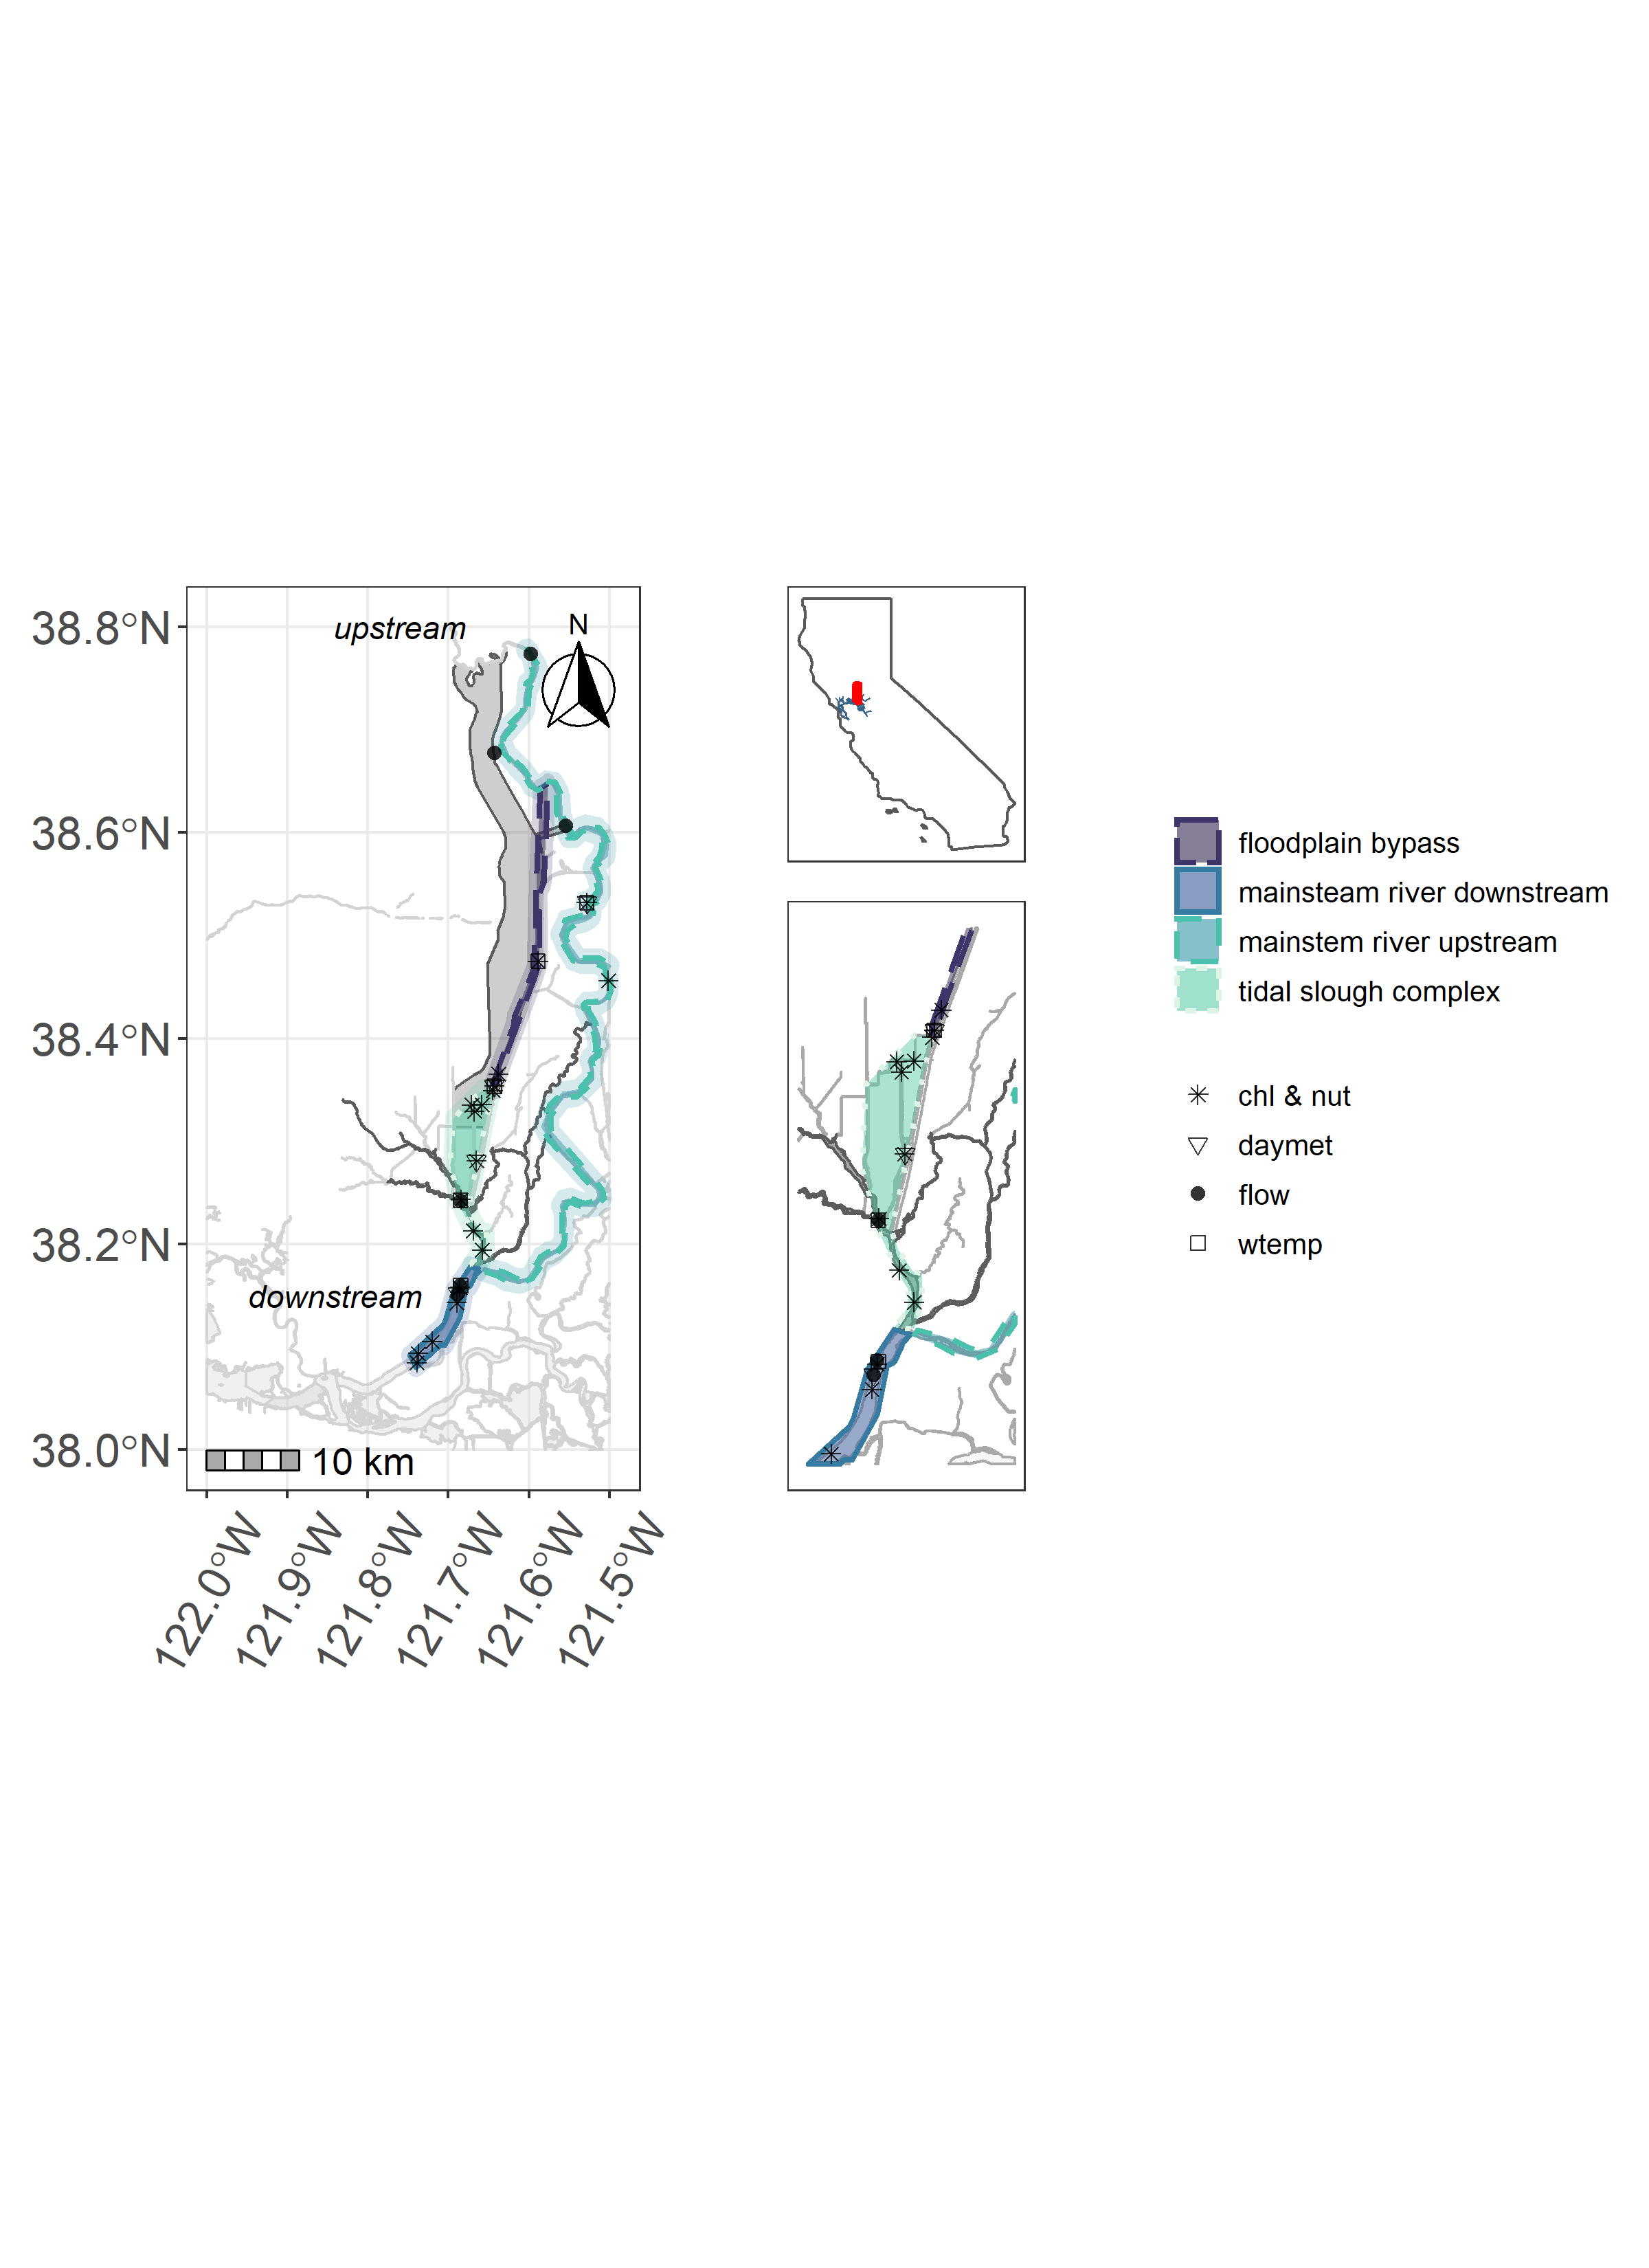 upstream
N
38.8°N
38.6°N
38.4°N
38.2°N
38.0°N
downstream
10 km
122.0°W
121.9°W
121.8°W
121.7°W
121.6°W
121.5°W
floodplain bypass
mainsteam river downstream
mainstem river upstream
tidal slough complex
chl & nut
daymet
flow
wtemp